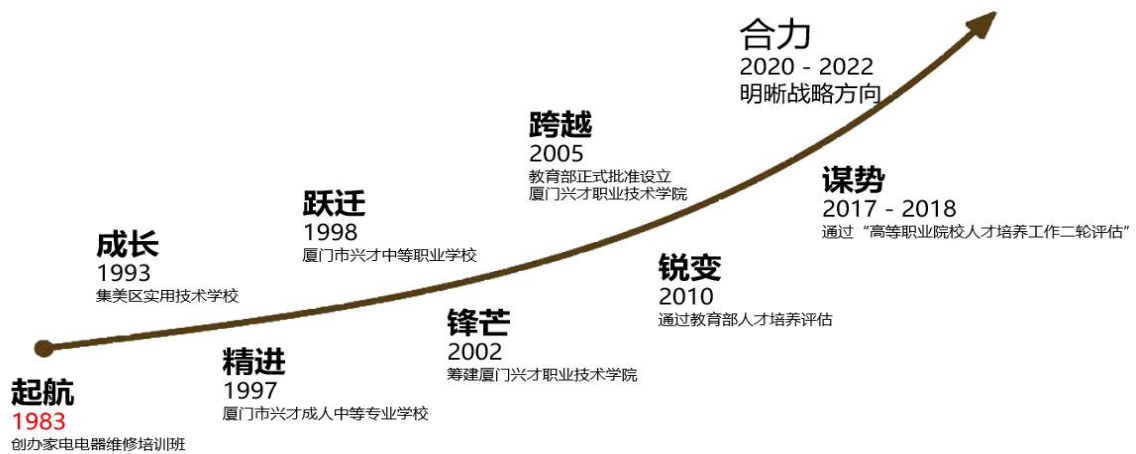 起航
1983
创办家电电器维修培训班
成长
1993
集美区实用技术学校
精进
1997
厦门市兴才成人中等专业学校
跃迁
1998
厦门市兴才中等职业学校
锋芒
2002
筹建厦门兴才职业技术学院
跨越
2005
教育部正式批准设立
厦门兴才职业技术学院
锐变
2010
通过教育部人才培养评估
谋势
2017 - 2018
通过“高等职业院校人才培养工作二轮评估”
合力
2020 - 2022
明晰战略方向